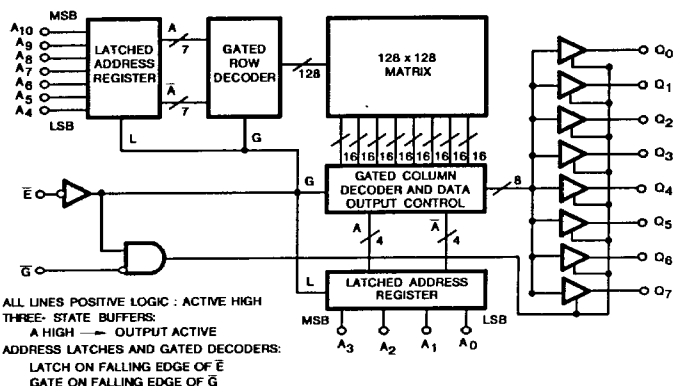 MSB
A10
A9
A8
A7
A6
A5
A4
LSB
LATCHED
ADDRESS
REGISTER
A
7
A̅
7
GATED
ROW
DECODER
128
128 x 128
MATRIX
L
G
16 16 16 16 16 16 16 16
E̅
G
GATED COLUMN
DECODER AND DATA
OUTPUT CONTROL
8
A
4
A̅
4
G̅
L
LATCHED ADDRESS
REGISTER
MSB
LSB
A3
A2
A1
A0
Q0
Q1
Q2
Q3
Q4
Q5
Q6
Q7
ALL LINES POSITIVE LOGIC : ACTIVE HIGH
THREE- STATE BUFFERS:
A HIGH → OUTPUT ACTIVE
ADDRESS LATCHES AND GATED DECODERS:
LATCH ON FALLING EDGE OF E̅
GATE ON FALLING EDGE OF G̅